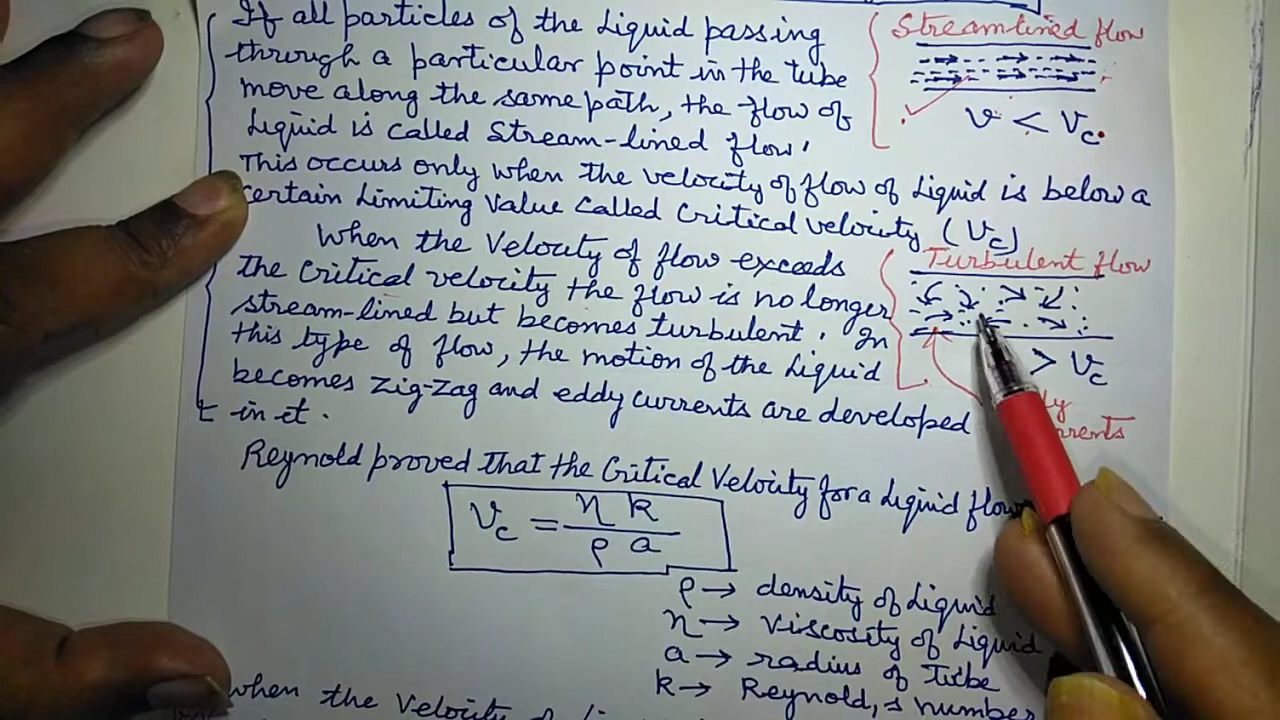 If all particles of the Liquid passing
through a particular point in the tube
move along the same path, the flow of
Liquid is called Stream-lined flow.
This occurs only when the velocity of flow of Liquid is below a
certain Limiting Value Called Critical velocity (Vc)
Streamlined flow
v < Vc.
When the Velocity of flow exceeds
the Critical velocity the flow is no longer
stream-lined but becomes turbulent. In
this type of flow, the motion of the Liquid
becomes zig-zag and eddy currents are developed
in it.
Turbulent flow
> Vc
Reynold proved that the Critical Velocity for a Liquid flow
Vc = η k / ρ a
ρ → density of Liquid
η → Viscosity of Liquid
a → radius of Tube
k → Reynold,s number
when the Velocity of